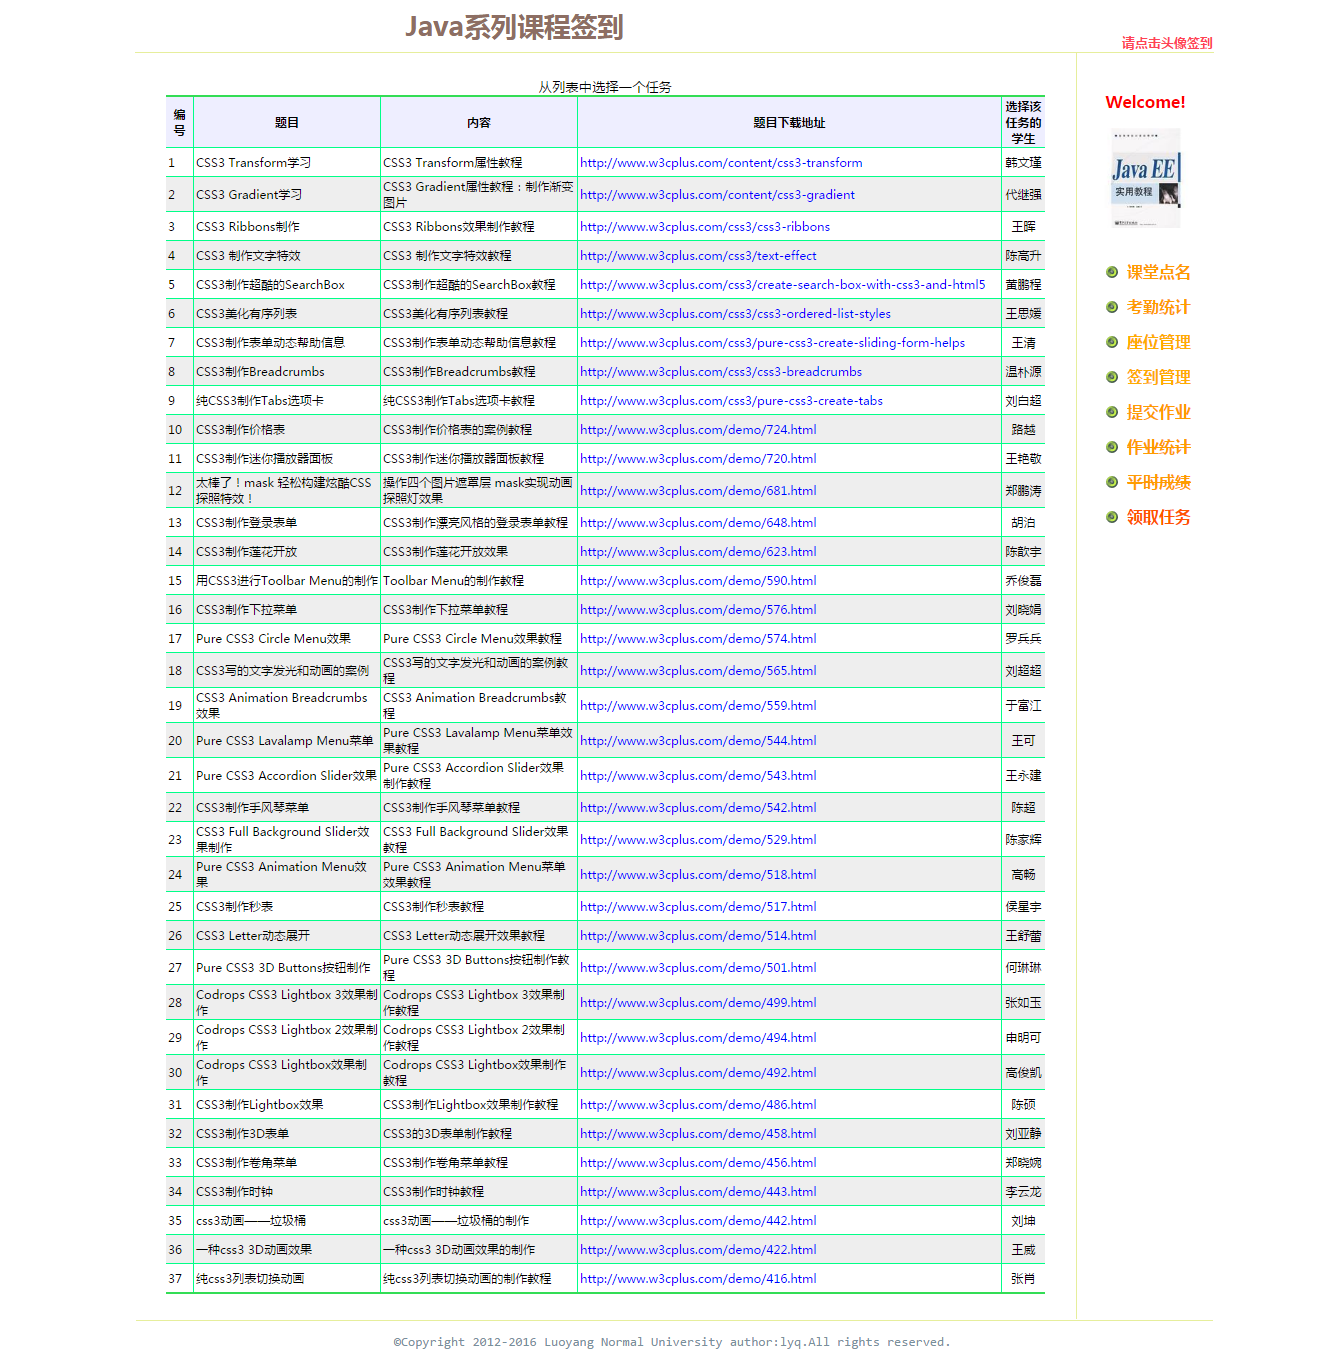 Java系列课程签到
请点击头像签到
从列表中选择一个任务
编号 题目 内容 题目下载地址 选择该任务的学生
1 CSS3 Transform学习 CSS3 Transform属性教程 http://www.w3cplus.com/content/css3-transform 韩文瑾
2 CSS3 Gradient学习 CSS3 Gradient属性教程：制作渐变图片 http://www.w3cplus.com/content/css3-gradient 代继强
3 CSS3 Ribbons制作 CSS3 Ribbons效果制作教程 http://www.w3cplus.com/css3/css3-ribbons 王晖
4 CSS3 制作文字特效 CSS3 制作文字特效教程 http://www.w3cplus.com/css3/text-effect 陈高升
5 CSS3制作超酷的SearchBox CSS3制作超酷的SearchBox教程 http://www.w3cplus.com/css3/create-search-box-with-css3-and-html5 黄鹏程
6 CSS3美化有序列表 CSS3美化有序列表教程 http://www.w3cplus.com/css3/css3-ordered-list-styles 王思媛
7 CSS3制作表单动态帮助信息 CSS3制作表单动态帮助信息教程 http://www.w3cplus.com/css3/pure-css3-create-sliding-form-helps 王清
8 CSS3制作Breadcrumbs CSS3制作Breadcrumbs教程 http://www.w3cplus.com/css3/css3-breadcrumbs 温朴源
9 纯CSS3制作Tabs选项卡 纯CSS3制作Tabs选项卡教程 http://www.w3cplus.com/css3/pure-css3-create-tabs 刘白超
10 CSS3制作价格表 CSS3制作价格表的案例教程 http://www.w3cplus.com/demo/724.html 路越
11 CSS3制作迷你播放器面板 CSS3制作迷你播放器面板教程 http://www.w3cplus.com/demo/720.html 王艳敬
12 太棒了！mask 轻松构建炫酷CSS探照特效！ 操作四个图片遮罩层 mask实现动画探照灯效果 http://www.w3cplus.com/demo/681.html 郑鹏涛
13 CSS3制作登录表单 CSS3制作漂亮风格的登录表单教程 http://www.w3cplus.com/demo/648.html 胡泊
14 CSS3制作莲花开放 CSS3制作莲花开放效果 http://www.w3cplus.com/demo/623.html 陈歆宇
15 用CSS3进行Toolbar Menu的制作 Toolbar Menu的制作教程 http://www.w3cplus.com/demo/590.html 乔俊磊
16 CSS3制作下拉菜单 CSS3制作下拉菜单教程 http://www.w3cplus.com/demo/576.html 刘晓娟
17 Pure CSS3 Circle Menu效果 Pure CSS3 Circle Menu效果教程 http://www.w3cplus.com/demo/574.html 罗兵兵
18 CSS3写的文字发光和动画的案例 CSS3写的文字发光和动画的案例教程 http://www.w3cplus.com/demo/565.html 刘超超
19 CSS3 Animation Breadcrumbs效果 CSS3 Animation Breadcrumbs教程 http://www.w3cplus.com/demo/559.html 于富江
20 Pure CSS3 Lavalamp Menu菜单 Pure CSS3 Lavalamp Menu菜单效果教程 http://www.w3cplus.com/demo/544.html 王可
21 Pure CSS3 Accordion Slider效果 Pure CSS3 Accordion Slider效果制作教程 http://www.w3cplus.com/demo/543.html 王永建
22 CSS3制作手风琴菜单 CSS3制作手风琴菜单教程 http://www.w3cplus.com/demo/542.html 陈超
23 CSS3 Full Background Slider效果制作 CSS3 Full Background Slider效果教程 http://www.w3cplus.com/demo/529.html 陈家辉
24 Pure CSS3 Animation Menu效果 Pure CSS3 Animation Menu菜单效果教程 http://www.w3cplus.com/demo/518.html 高畅
25 CSS3制作秒表 CSS3制作秒表教程 http://www.w3cplus.com/demo/517.html 侯星宇
26 CSS3 Letter动态展开 CSS3 Letter动态展开效果教程 http://www.w3cplus.com/demo/514.html 王舒蕾
27 Pure CSS3 3D Buttons按钮制作 Pure CSS3 3D Buttons按钮制作教程 http://www.w3cplus.com/demo/501.html 何琳琳
28 Codrops CSS3 Lightbox 3效果制作 Codrops CSS3 Lightbox 3效果制作教程 http://www.w3cplus.com/demo/499.html 张如玉
29 Codrops CSS3 Lightbox 2效果制作 Codrops CSS3 Lightbox 2效果制作教程 http://www.w3cplus.com/demo/494.html 申明可
30 Codrops CSS3 Lightbox效果制作 Codrops CSS3 Lightbox效果制作教程 http://www.w3cplus.com/demo/492.html 高俊凯
31 CSS3制作Lightbox效果 CSS3制作Lightbox效果制作教程 http://www.w3cplus.com/demo/486.html 陈硕
32 CSS3制作3D表单 CSS3的3D表单制作教程 http://www.w3cplus.com/demo/458.html 刘亚静
33 CSS3制作卷角菜单 CSS3制作卷角菜单教程 http://www.w3cplus.com/demo/456.html 郑晓婉
34 CSS3制作时钟 CSS3制作时钟教程 http://www.w3cplus.com/demo/443.html 李云龙
35 css3动画——垃圾桶 css3动画——垃圾桶的制作 http://www.w3cplus.com/demo/442.html 刘坤
36 一种css3 3D动画效果 一种css3 3D动画效果的制作 http://www.w3cplus.com/demo/422.html 王威
37 纯css3列表切换动画 纯css3列表切换动画的制作教程 http://www.w3cplus.com/demo/416.html 张肖
Welcome!
Java EE
实用教程
课堂点名
考勤统计
座位管理
签到管理
提交作业
作业统计
平时成绩
领取任务
©Copyright 2012-2016 Luoyang Normal University author:lyq.All rights reserved.